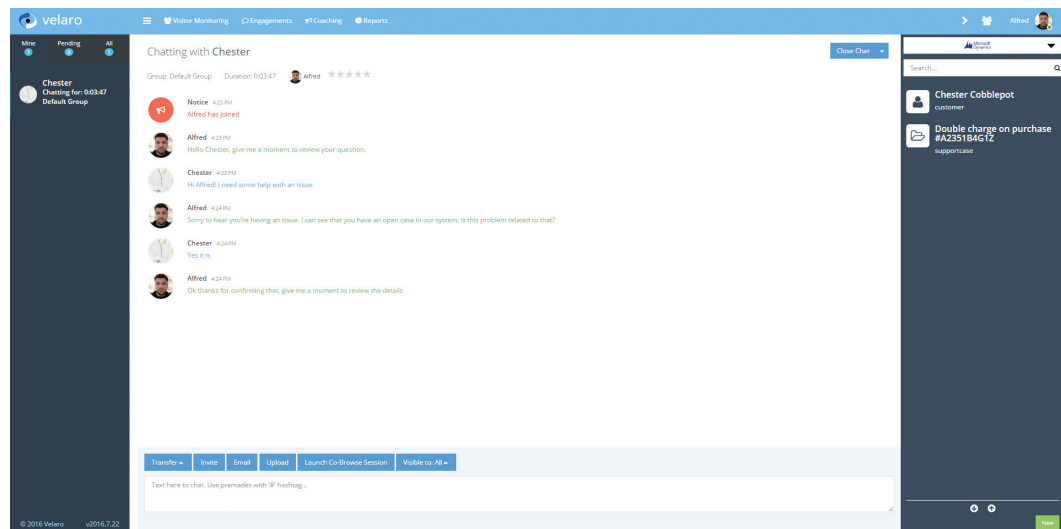 velaro
Visitor Monitoring Engagements Coaching Reports
Alfred
Mine Pending All
Chester
Chatting for: 0:03:47
Default Group
Chatting with Chester
Close Chat
Group: Default Group Duration: 0:03:47 Alfred
Notice 4:23 PM
Alfred has joined
Alfred 4:23 PM
Hello Chester, give me a moment to review your question.
Chester 4:23 PM
Hi Alfred! I need some help with an issue
Alfred 4:24 PM
Sorry to hear you're having an issue. I can see that you have an open case in our system, is this problem related to that?
Chester 4:24 PM
Yes it is
Alfred 4:24 PM
Ok thanks for confirming that, give me a moment to review the details
Transfer Invite Email Upload Launch Co-Browse Session Visible to: All
Text here to chat. Use premades with '#' hashtag...
© 2016 Velaro v2016.7.22
Microsoft
Dynamics
Search...
Chester Cobblepot
customer
Double charge on purchase
#A2351B4G1Z
supportcase
New